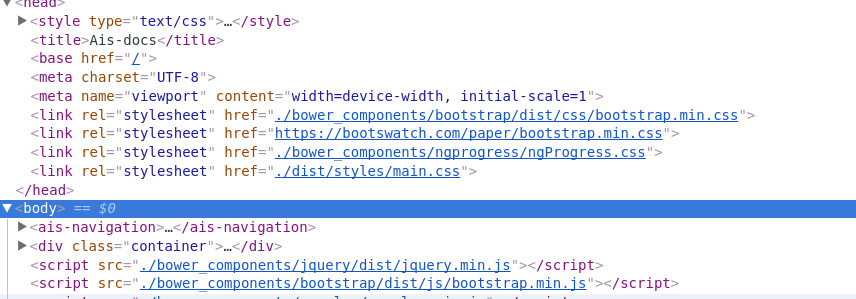 ▼<head>
▶<style type="text/css">…</style>
<title>Ais-docs</title>
<base href="/">
<meta charset="UTF-8">
<meta name="viewport" content="width=device-width, initial-scale=1">
<link rel="stylesheet" href="./bower_components/bootstrap/dist/css/bootstrap.min.css">
<link rel="stylesheet" href="https://bootswatch.com/paper/bootstrap.min.css">
<link rel="stylesheet" href="./bower_components/ngprogress/ngProgress.css">
<link rel="stylesheet" href="./dist/styles/main.css">
</head>
▼<body> == $0
▶<ais-navigation>…</ais-navigation>
▶<div class="container">…</div>
<script src="./bower_components/jquery/dist/jquery.min.js"></script>
<script src="./bower_components/bootstrap/dist/js/bootstrap.min.js"></script>